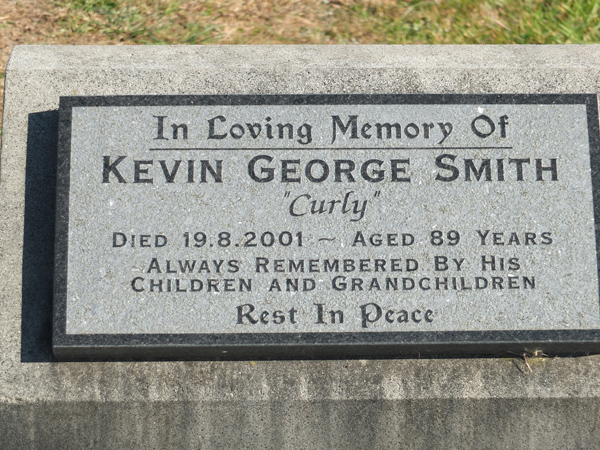 In Loving Memory Of
KEVIN GEORGE SMITH
"Curly"
DIED 19.8.2001 ~ AGED 89 YEARS
ALWAYS REMEMBERED BY HIS
CHILDREN AND GRANDCHILDREN
Rest In Peace